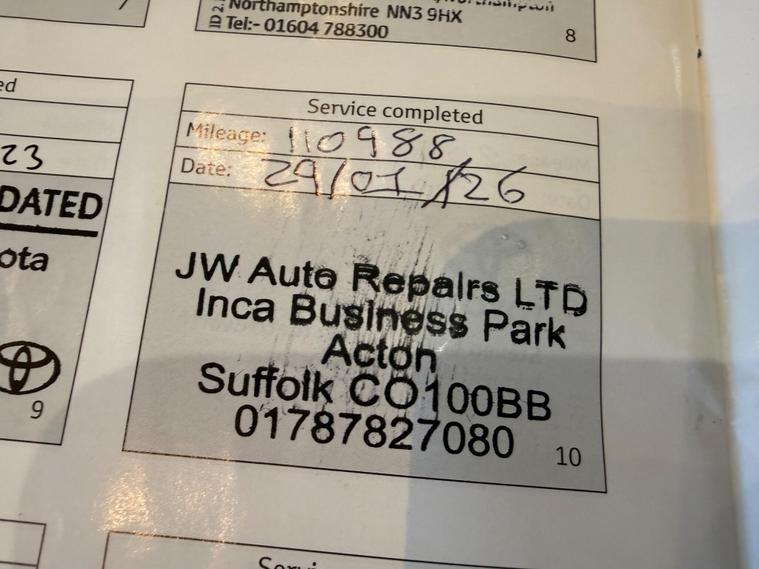 7
Northamptonshire NN3 9HX
Tel:- 01604 788300
8
ed
23
DATED
ota
9
Service completed
Mileage: 110988
Date: 29/01/26
JW Auto Repairs LTD
Inca Business Park
Acton
Suffolk CO100BB
01787827080
10